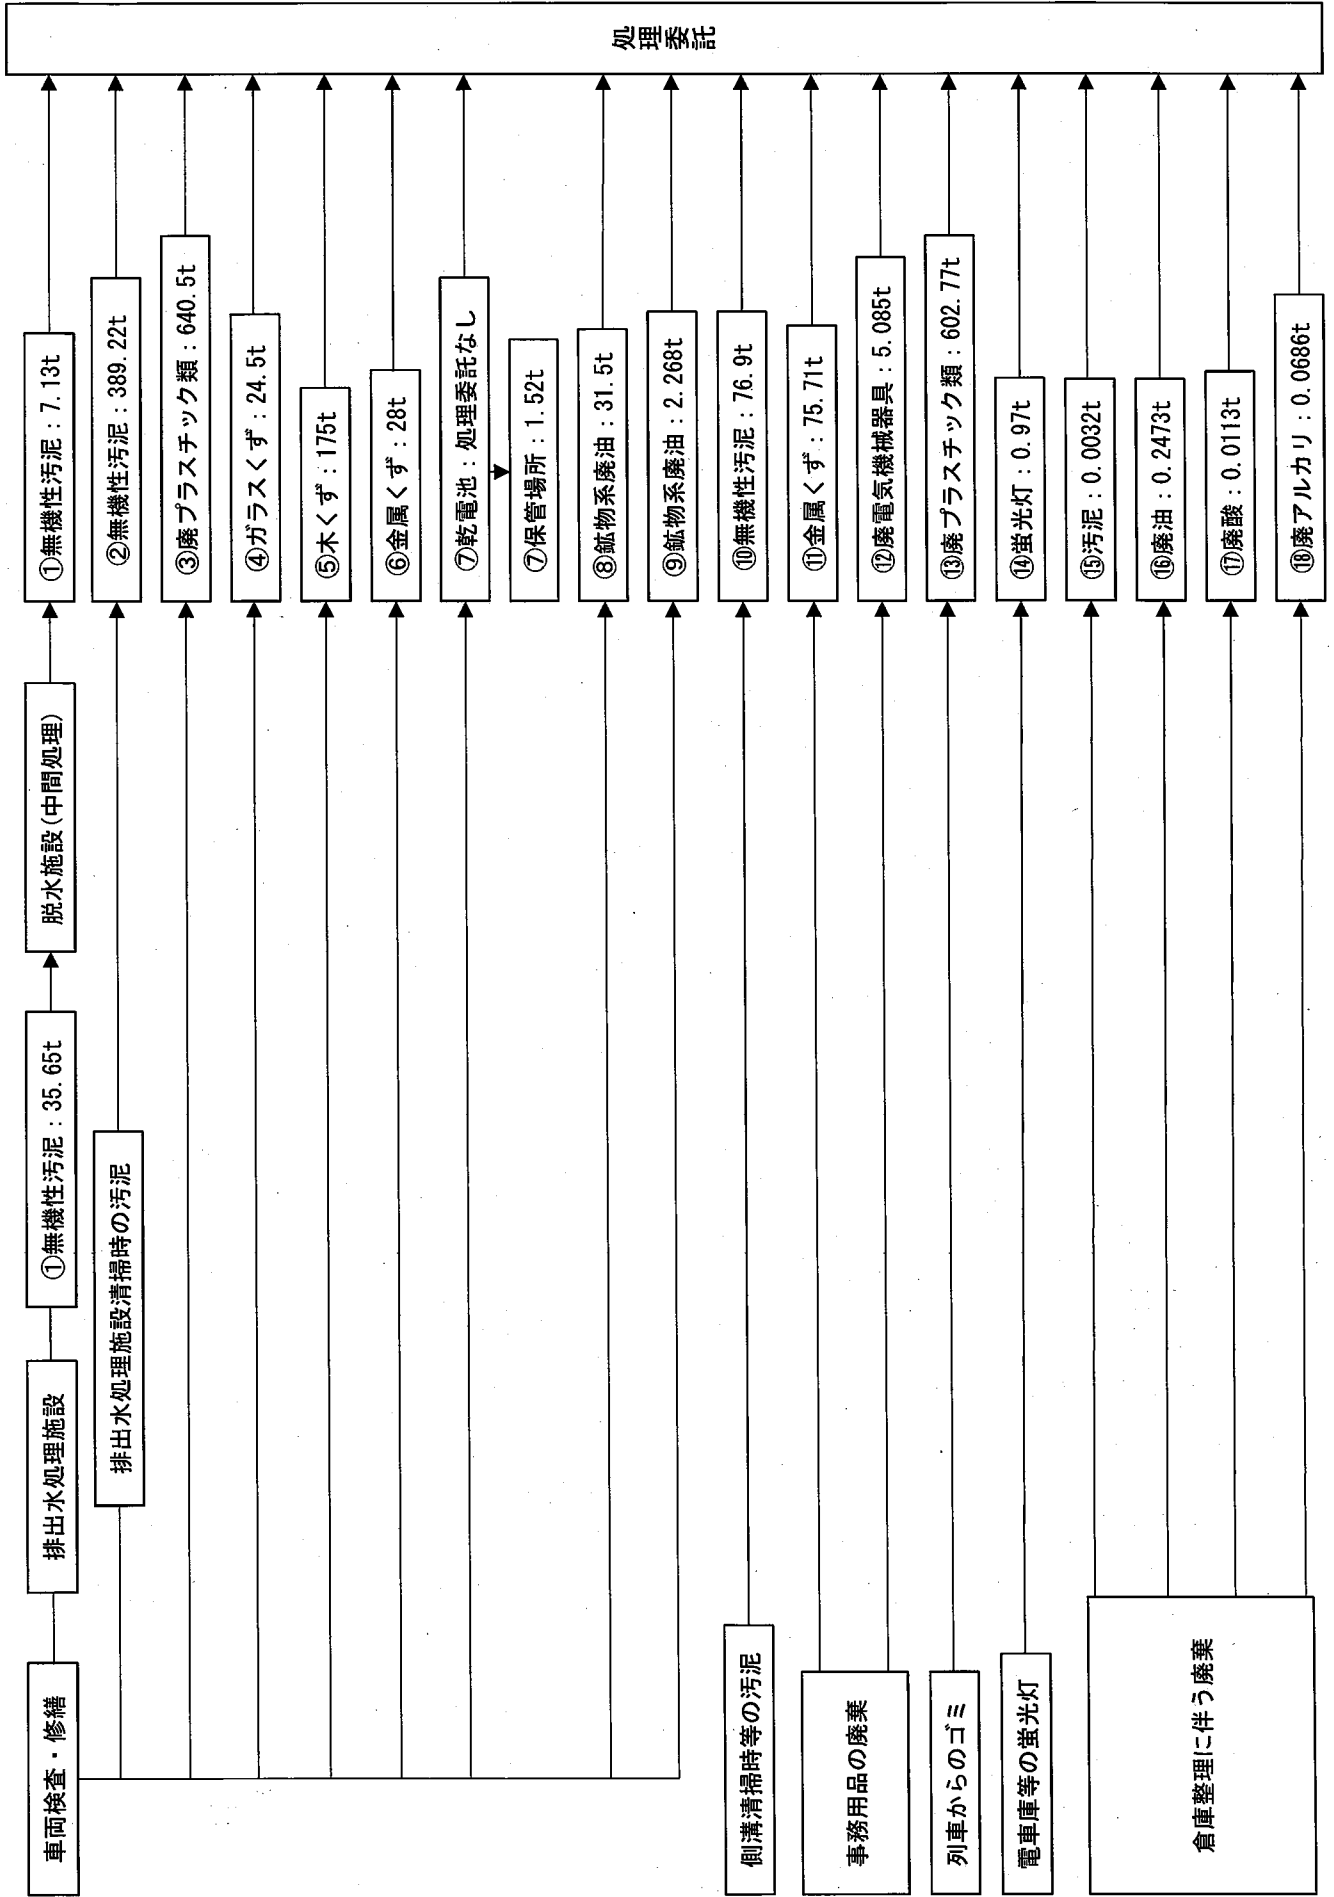 車両検査・修繕
排出水処理施設
①無機性汚泥：35.65t
脱水施設(中間処理)
①無機性汚泥：7.13t
排出水処理施設清掃時の汚泥
②無機性汚泥：389.22t
③廃プラスチック類：640.5t
④ガラスくず：24.5t
⑤木くず：175t
⑥金属くず：28t
⑦乾電池：処理委託なし
⑦保管場所：1.52t
⑧鉱物系廃油：31.5t
⑨鉱物系廃油：2.268t
側溝清掃時等の汚泥
⑩無機性汚泥：76.9t
事務用品の廃棄
⑪金属くず：75.71t
⑫廃電気機械器具：5.085t
列車からのゴミ
⑬廃プラスチック類：602.77t
電車庫等の蛍光灯
⑭蛍光灯：0.97t
倉庫整理に伴う廃棄
⑮汚泥：0.0032t
⑯廃油：0.2473t
⑰廃酸：0.0113t
⑱廃アルカリ：0.0686t
処理委託